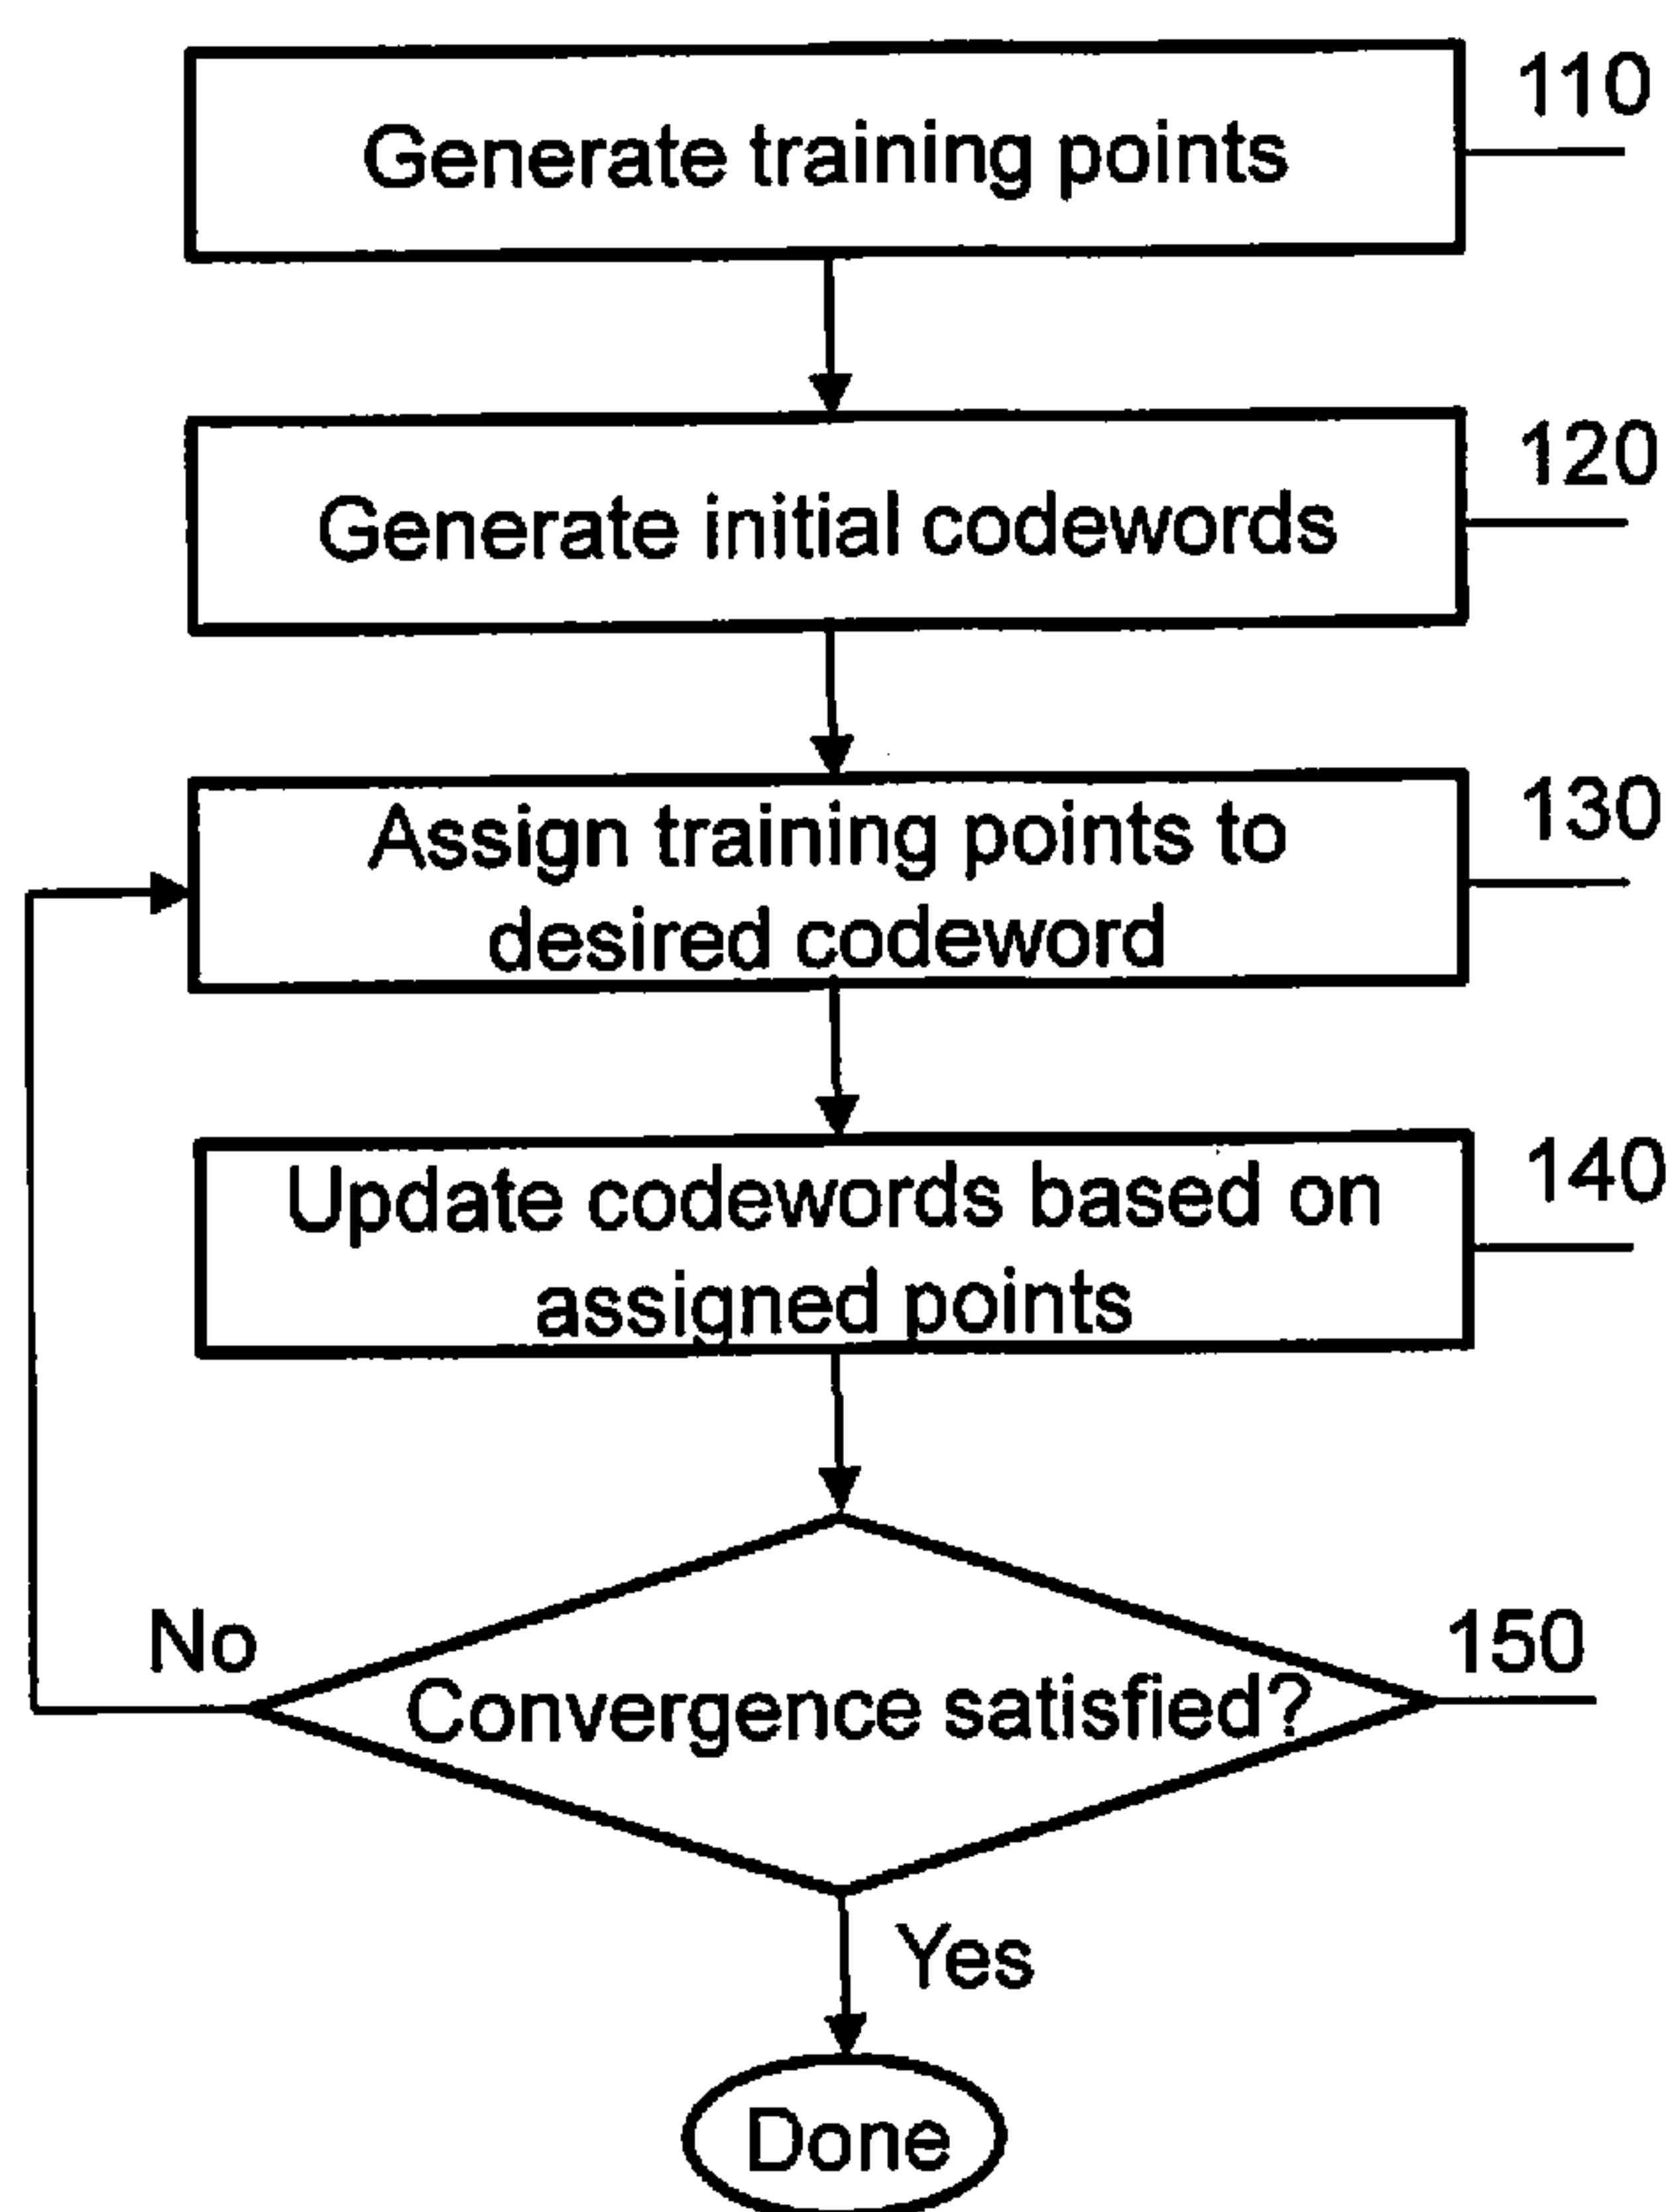 110
Generate training points
120
Generate initial codewords
130
Assign training points to
desired codeword
140
Update codewords based on
assigned points
No
150
Convergence satisfied?
Yes
Done